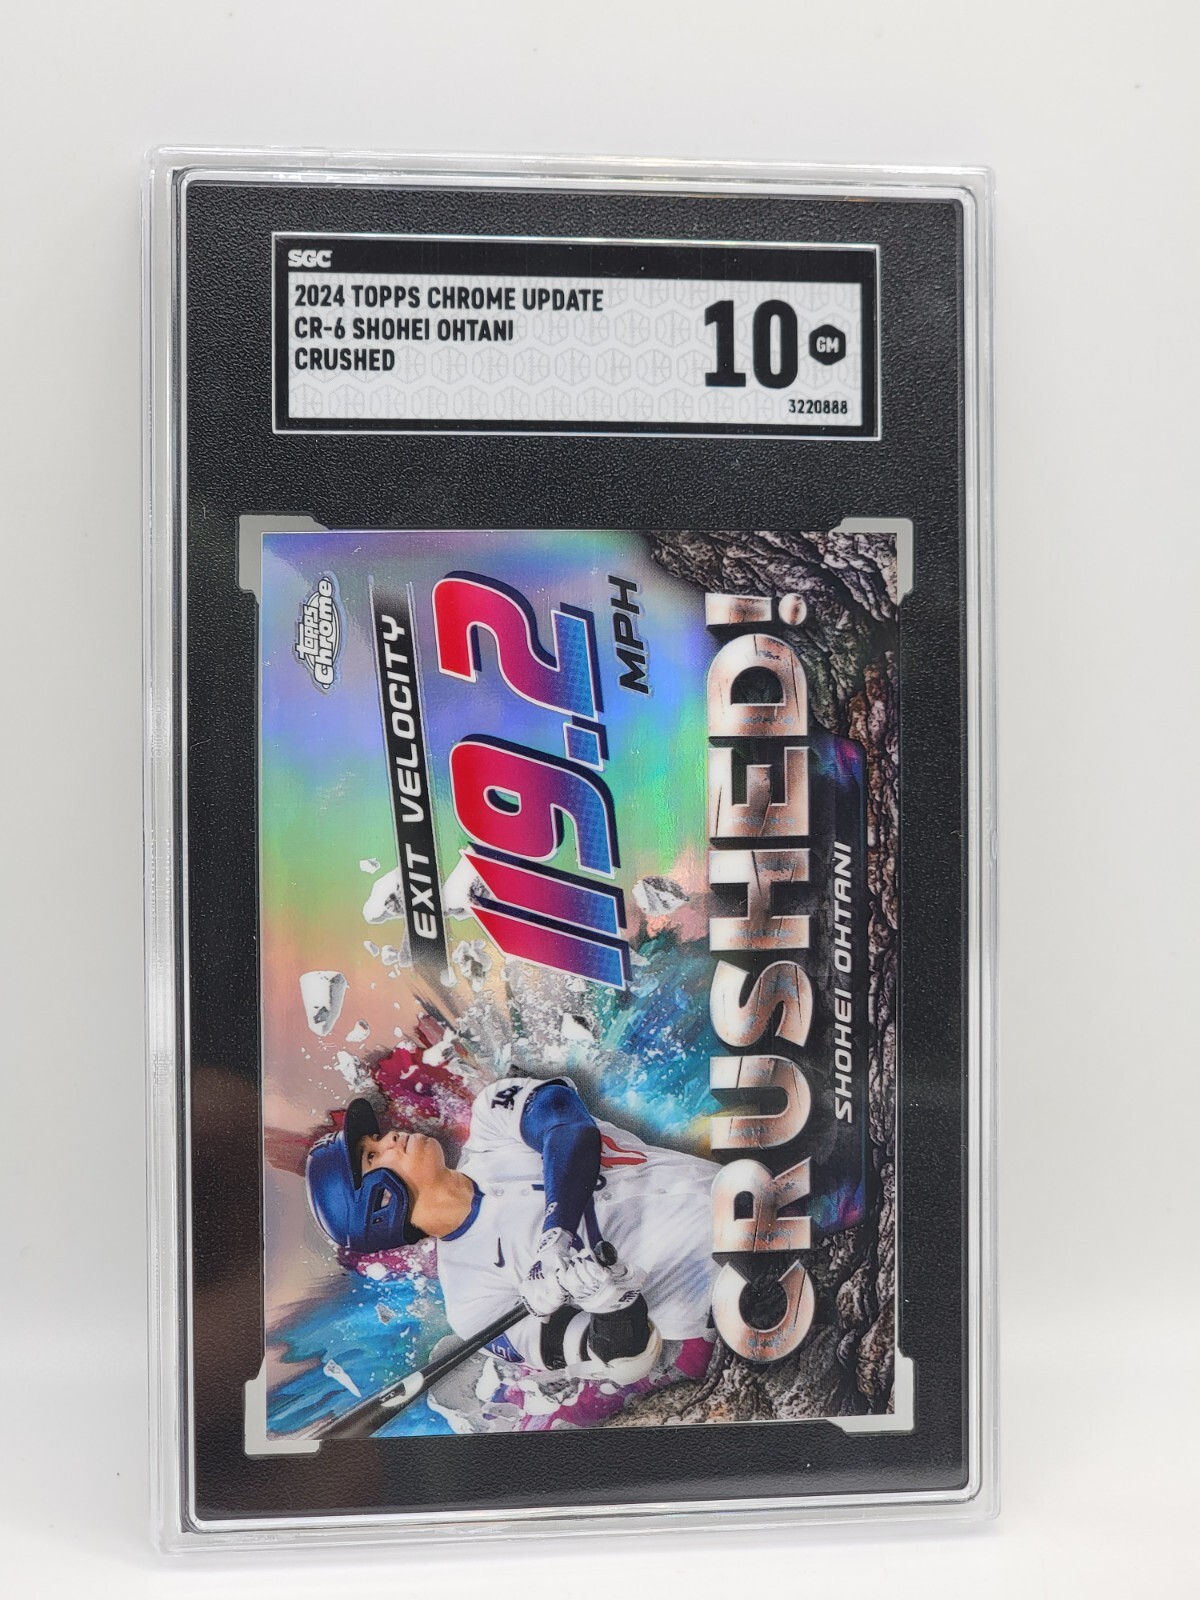 SGC
2024 TOPPS CHROME UPDATE
CR-6 SHOHEI OHTANI
CRUSHED
10
GM
3220888
TOPPS
Chrome
EXIT VELOCITY
119.2
MPH
CRUSHED!
SHOHEI OHTANI